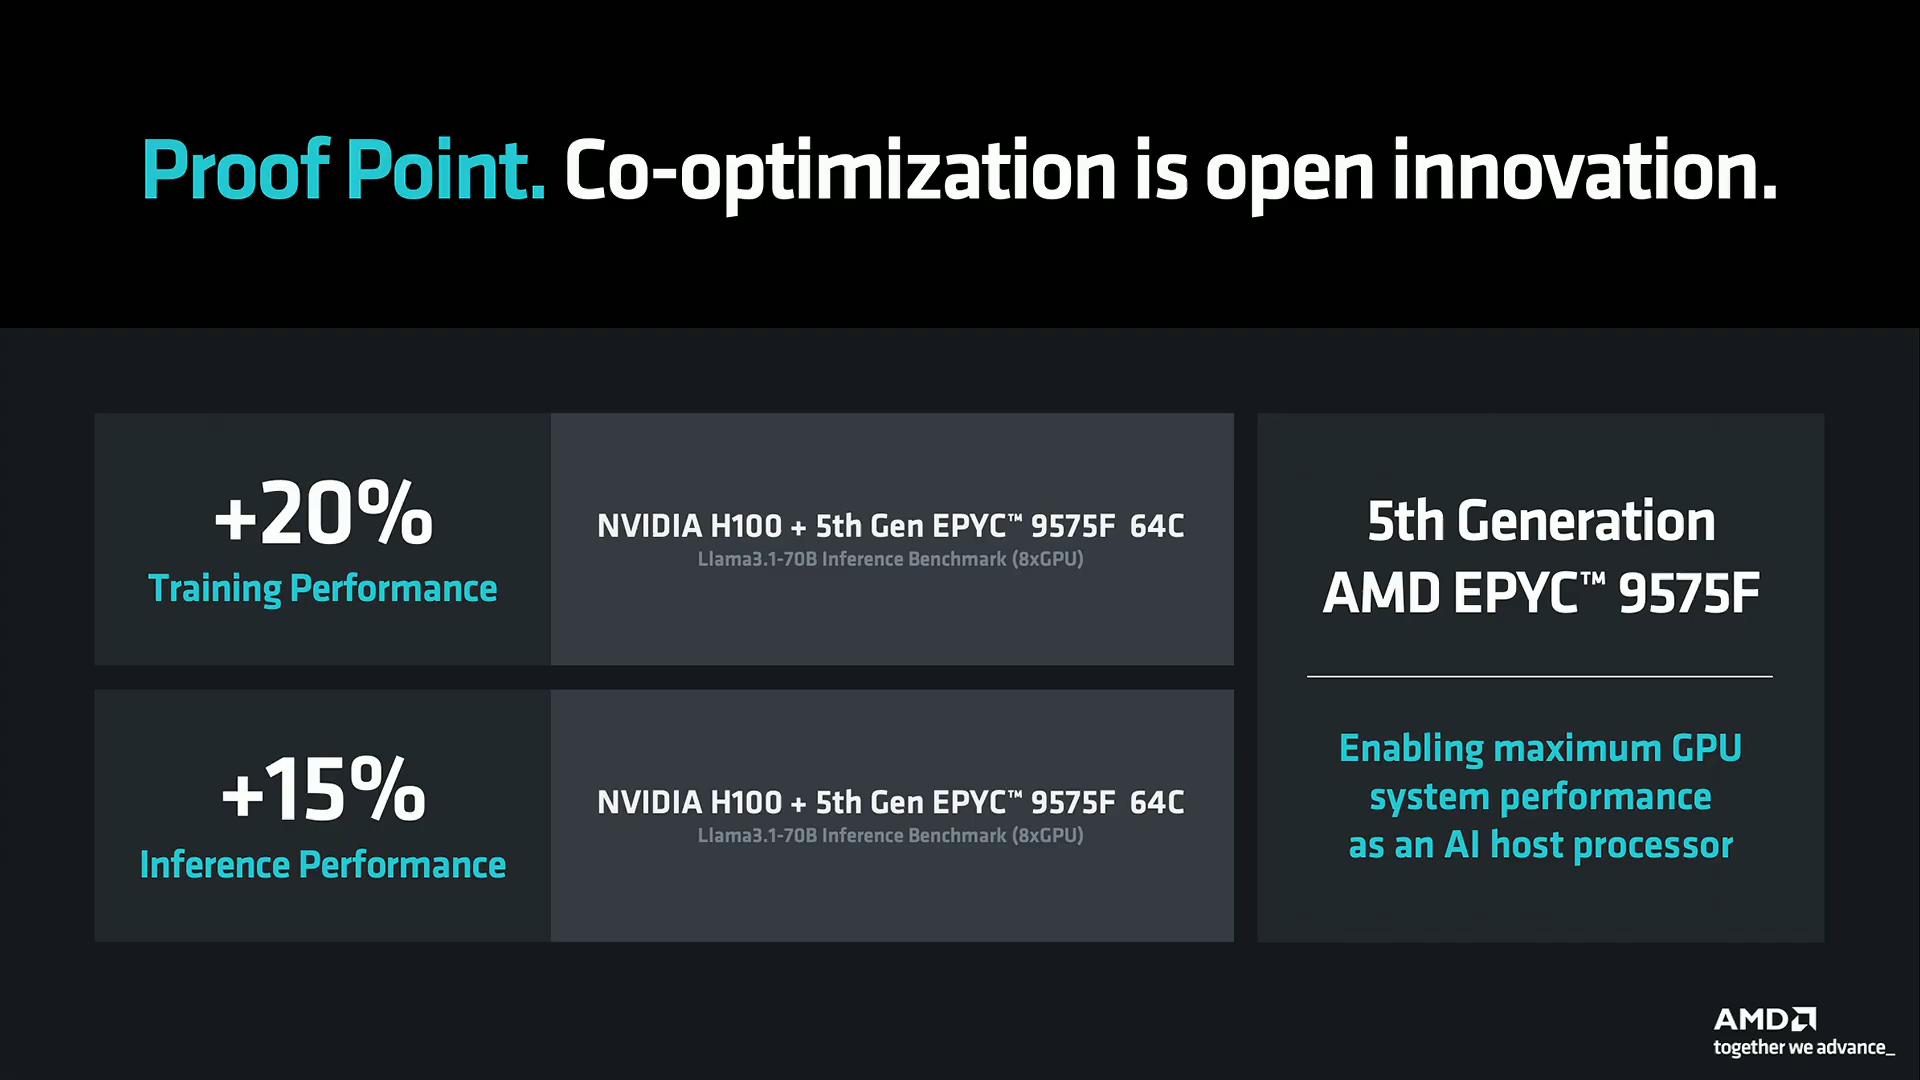 Proof Point. Co-optimization is open innovation.
+20%
Training Performance
NVIDIA H100 + 5th Gen EPYC™ 9575F 64C
Llama3.1-70B Inference Benchmark (8xGPU)
+15%
Inference Performance
NVIDIA H100 + 5th Gen EPYC™ 9575F 64C
Llama3.1-70B Inference Benchmark (8xGPU)
5th Generation
AMD EPYC™ 9575F
Enabling maximum GPU
system performance
as an AI host processor
AMD
together we advance_